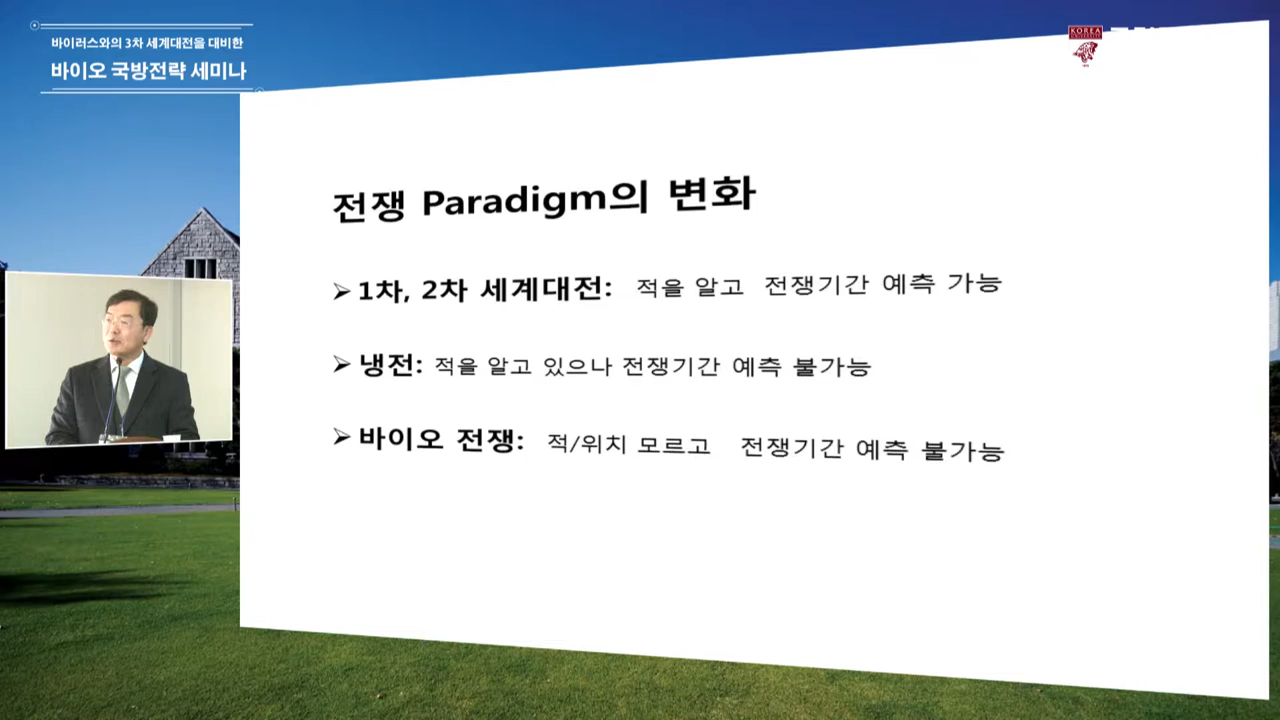 바이러스와의 3차 세계대전을 대비한
바이오 국방전략 세미나
KOREA
전쟁 Paradigm의 변화
➢ 1차, 2차 세계대전: 적을 알고 전쟁기간 예측 가능
➢ 냉전: 적을 알고 있으나 전쟁기간 예측 불가능
➢ 바이오 전쟁: 적/위치 모르고 전쟁기간 예측 불가능